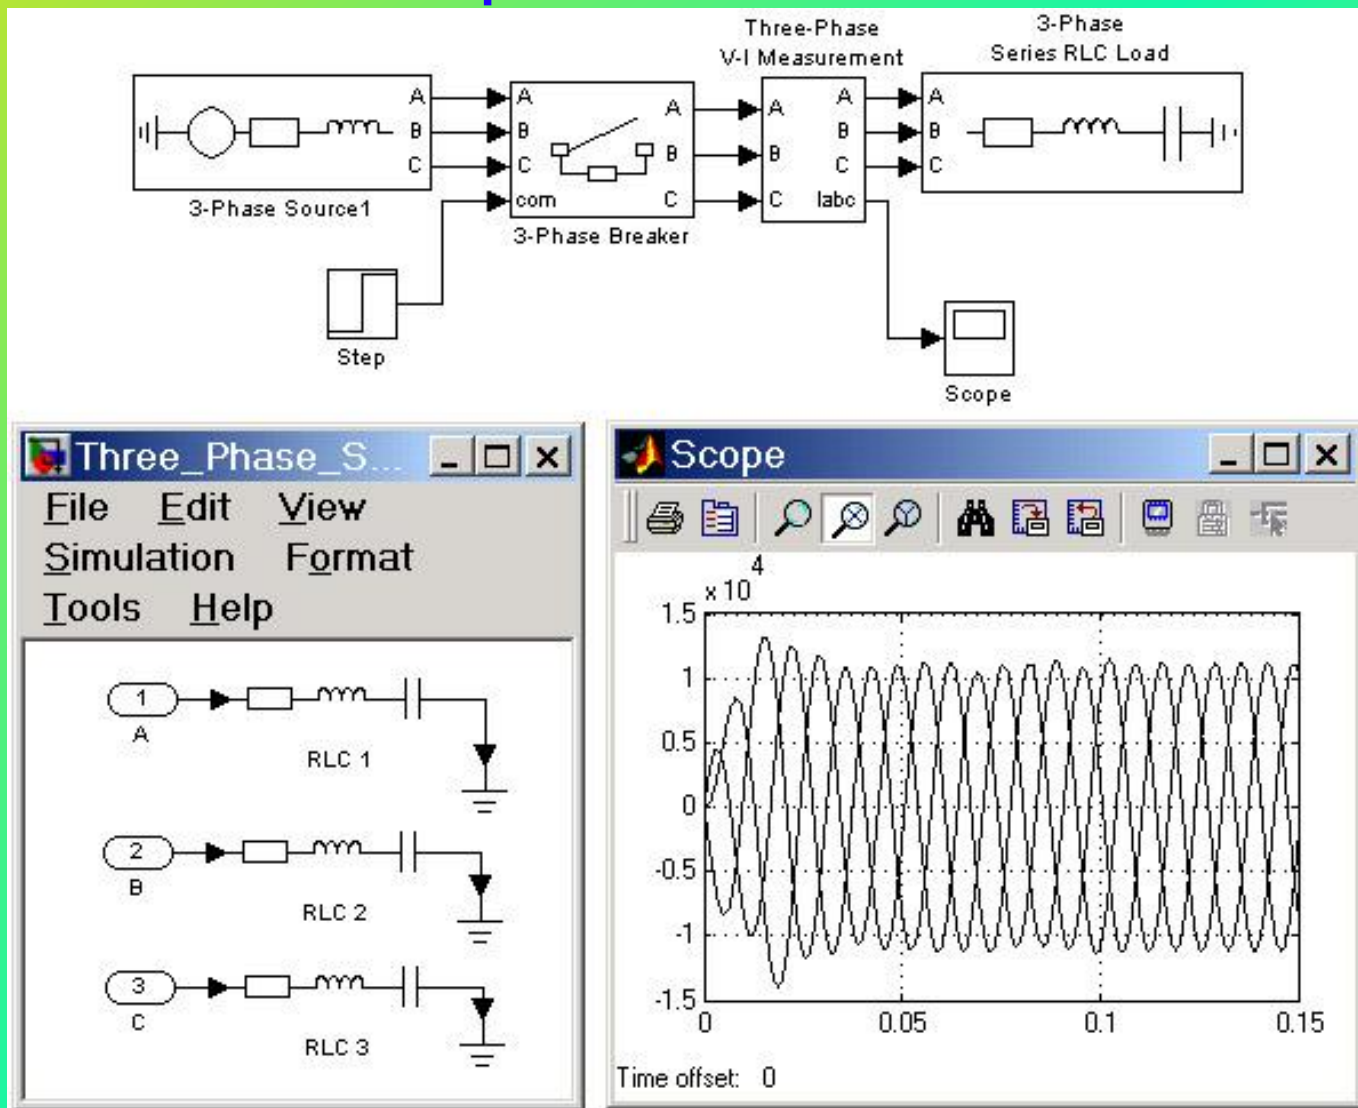 Three-Phase
V-I Measurement
3-Phase
Series RLC Load
A
B
C
3-Phase Source1
A
B
C
com
A
B
C
3-Phase Breaker
A
B
C
A
B
C
Iabc
A
B
C
Step
Scope
Three_Phase_S...
File Edit View
Simulation Format
Tools Help
1
A
RLC 1
2
B
RLC 2
3
C
RLC 3
Scope
x 10 4
1.5
1
0.5
0
-0.5
-1
-1.5
0 0.05 0.1 0.15
Time offset: 0